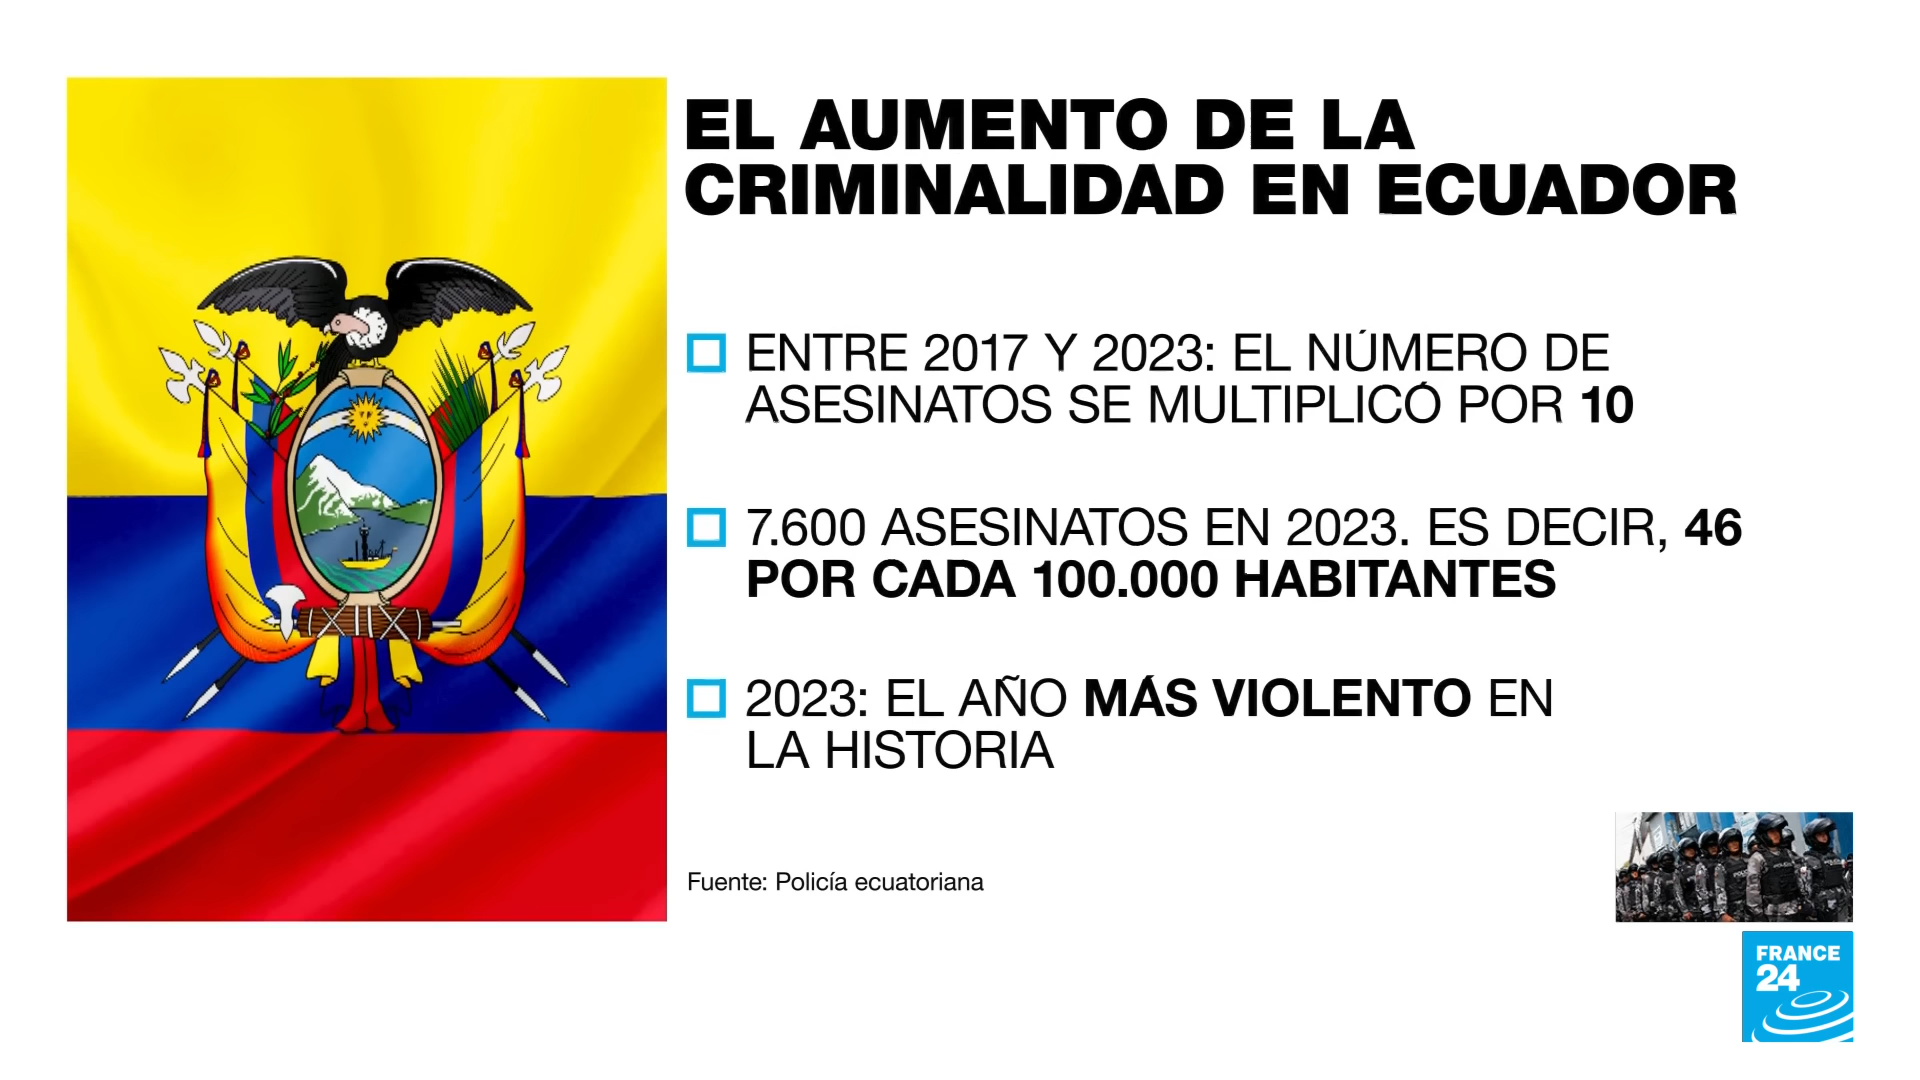 EL AUMENTO DE LA
CRIMINALIDAD EN ECUADOR
ENTRE 2017 Y 2023: EL NÚMERO DE
ASESINATOS SE MULTIPLICÓ POR 10
7.600 ASESINATOS EN 2023. ES DECIR, 46
POR CADA 100.000 HABITANTES
2023: EL AÑO MÁS VIOLENTO EN
LA HISTORIA
Fuente: Policía ecuatoriana
FRANCE
24